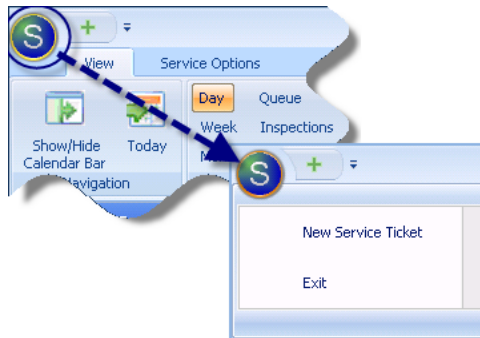 S
View Service Options
Day Queue
Show/Hide
Calendar Bar
Today
Week Inspections
Navigation
S
New Service Ticket
Exit